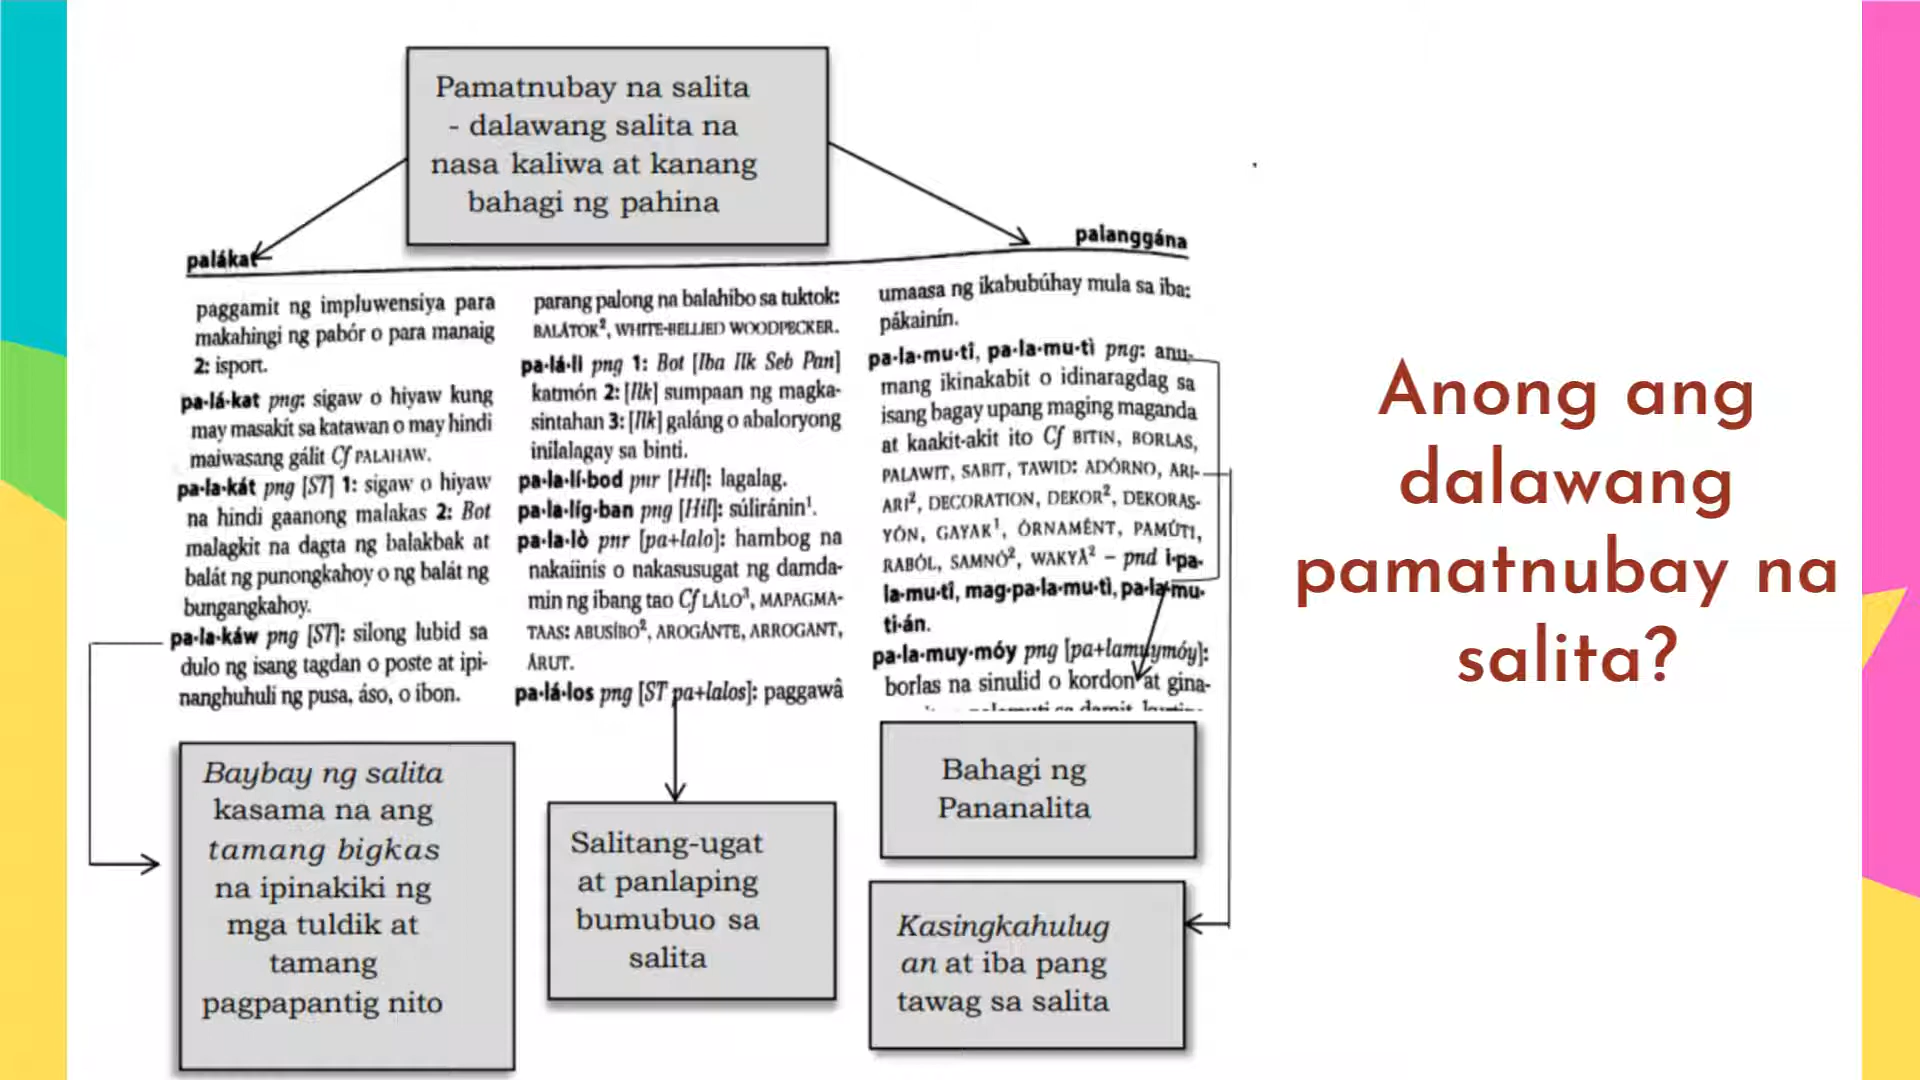 Pamatnubay na salita
- dalawang salita na
nasa kaliwa at kanang
bahagi ng pahina
palákat
palanggána
paggamit ng impluwensiya para
makahingi ng pabór o para manaig
2: isport.
pa·lá·kat png: sigaw o hiyaw kung
may masakit sa katawan o may hindi
maiwasang gálit Cf PALAHAW.
pa·la·kát png [ST] 1: sigaw o hiyaw
na hindi gaanong malakas 2: Bot
malagkit na dagta ng balakbak at
balát ng punongkahoy o ng balát ng
bungangkahoy.
pa·la·káw png [ST]: silong lubid sa
dulo ng isang tagdan o poste at ipi-
nanghuhuli ng pusa, áso, o ibon.
parang palong na balahibo sa tuktok:
BALÁTOK², WHITE-BELLIED WOODPECKER.
pa·lá·li png 1: Bot [Iba Ilk Seb Pan]
katmón 2: [Ilk] sumpaan ng magka-
sintahan 3: [Ilk] galáng o abaloryong
inilalagay sa binti.
pa·la·lí·bod pnr [Hil]: lagalag.
pa·la·líg·ban png [Hil]: súliránin¹.
pa·la·lò pnr [pa+lalo]: hambog na
nakaiinis o nakasusugat ng damda-
min ng ibang tao Cf LÁLO³, MAPAGMA-
TAAS: ABUSÍBO², AROGÁNTE, ARROGANT,
ÁRUT.
pa·lá·los png [ST pa+lalos]: paggawâ
umaasa ng ikabubúhay mula sa iba:
pákainín.
pa·la·mu·tî, pa·la·mu·tì png: anu-
mang ikinakabit o idinaragdag sa
isang bagay upang maging maganda
at kaakit-akit ito Cf BITIN, BORLAS,
PALAWIT, SABIT, TAWID: ADÓRNO, ARI-
ARI², DECORATION, DEKOR², DEKORAS-
YÓN, GAYAK¹, ÓRNAMÉNT, PAMÚTI,
RABÓL, SAMNÓ², WAKYÂ² – pnd i·pa-
la·mu·tî, mag·pa·la·mu·tì, pa·la·mu-
ti·án.
pa·la·muy·móy png [pa+lamuymóy]:
borlas na sinulid o kordon at gina-
Baybay ng salita
kasama na ang
tamang bigkas
na ipinakiki ng
mga tuldik at
tamang
pagpapantig nito
Salitang-ugat
at panlaping
bumubuo sa
salita
Bahagi ng
Pananalita
Kasingkahulug
an at iba pang
tawag sa salita
Anong ang
dalawang
pamatnubay na
salita?